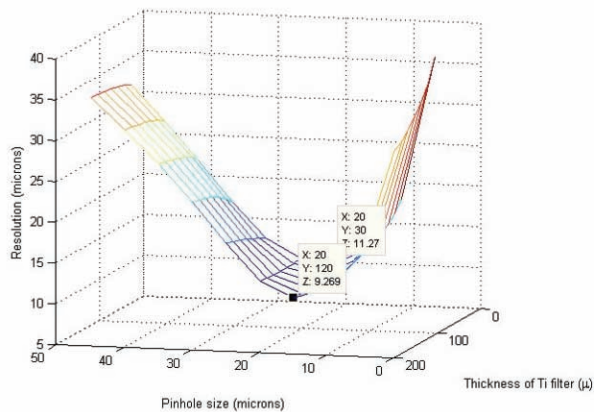 40
35
30
25
20
15
10
5
Resolution (microns)
X: 20
Y: 30
Z: 11.27
X: 20
Y: 120
Z: 9.269
50
40
30
20
10
0
Pinhole size (microns)
200
100
0
Thickness of Ti filter (μ)